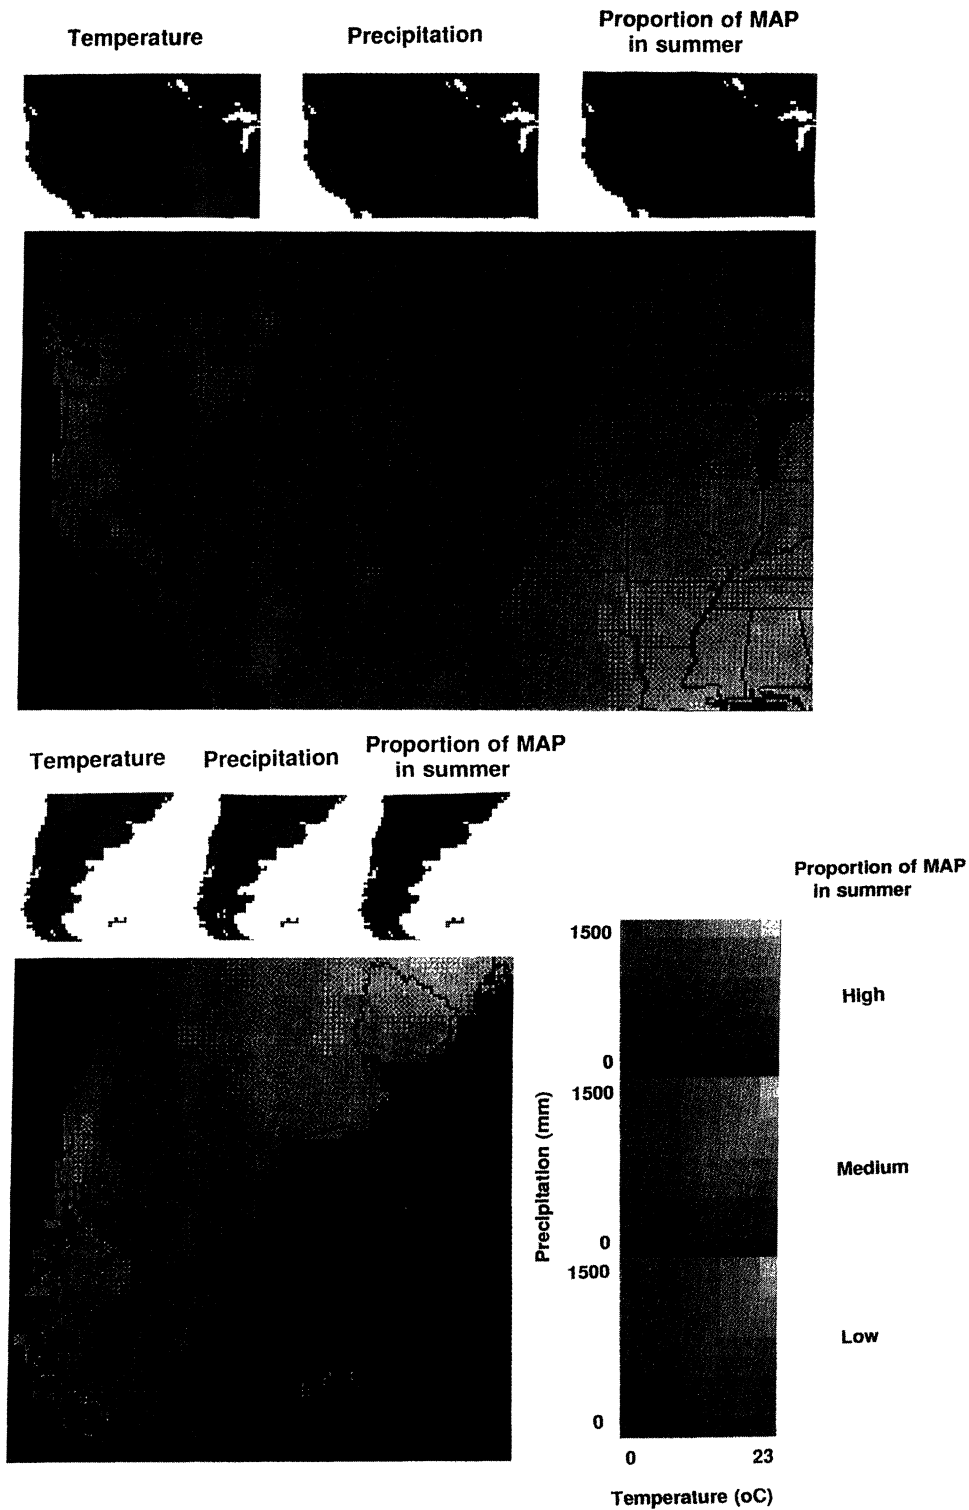 Temperature
Precipitation
Proportion of MAP
in summer
Temperature
Precipitation
Proportion of MAP
in summer
Proportion of MAP
in summer
1500
High
0
1500
Precipitation (mm)
Medium
0
1500
Low
0
0
23
Temperature (oC)